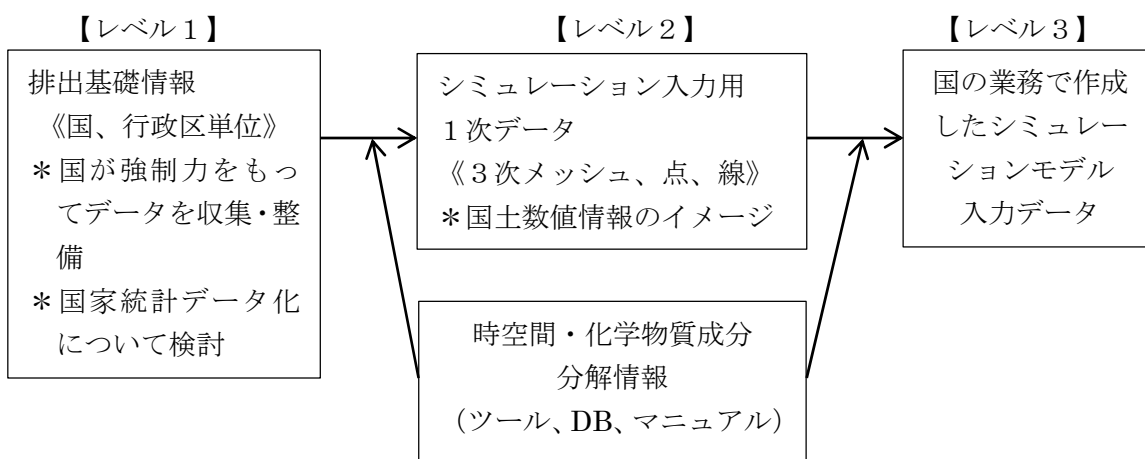 【レベル１】
排出基礎情報
《国、行政区単位》
＊国が強制力をもっ
てデータを収集・整
備
＊国家統計データ化
について検討
【レベル２】
シミュレーション入力用
１次データ
《３次メッシュ、点、線》
＊国土数値情報のイメージ
時空間・化学物質成分
分解情報
（ツール、DB、マニュアル）
【レベル３】
国の業務で作成
したシミュレー
ションモデル
入力データ